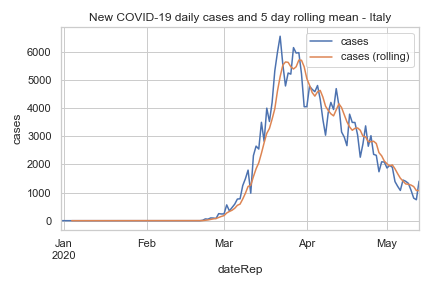 New COVID-19 daily cases and 5 day rolling mean - Italy
cases
cases (rolling)
6000
5000
4000
3000
2000
1000
0
cases
Jan
2020
Feb
Mar
Apr
May
dateRep